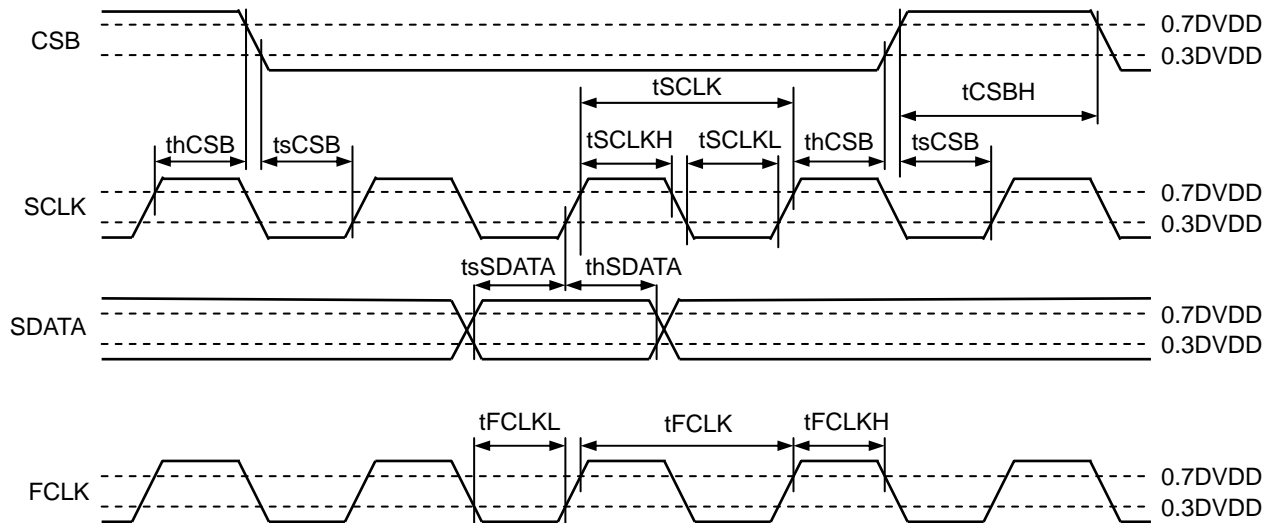 CSB
0.7DVDD
0.3DVDD
tSCLK
tCSBH
thCSB
tsCSB
tSCLKH
tSCLKL
thCSB
tsCSB
SCLK
0.7DVDD
0.3DVDD
tsSDATA
thSDATA
SDATA
0.7DVDD
0.3DVDD
tFCLKL
tFCLK
tFCLKH
FCLK
0.7DVDD
0.3DVDD